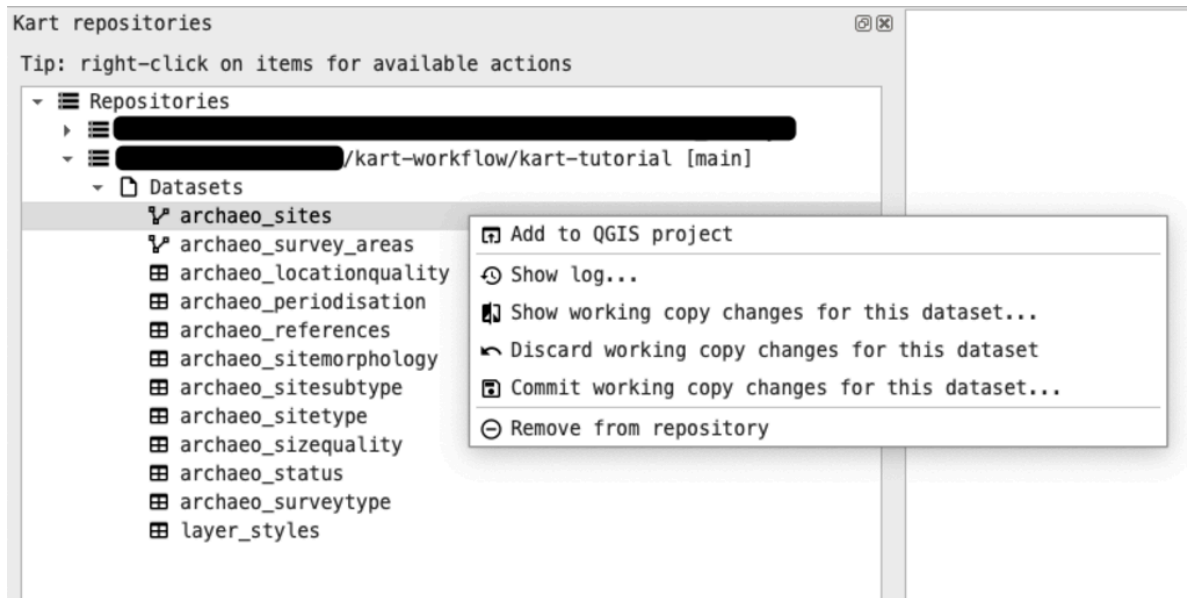 Kart repositories
Tip: right-click on items for available actions
Repositories
/kart-workflow/kart-tutorial [main]
Datasets
archaeo_sites
archaeo_survey_areas
archaeo_locationquality
archaeo_periodisation
archaeo_references
archaeo_sitemorphology
archaeo_sitesubtype
archaeo_sitetype
archaeo_sizequality
archaeo_status
archaeo_surveytype
layer_styles
Add to QGIS project
Show log...
Show working copy changes for this dataset...
Discard working copy changes for this dataset
Commit working copy changes for this dataset...
Remove from repository